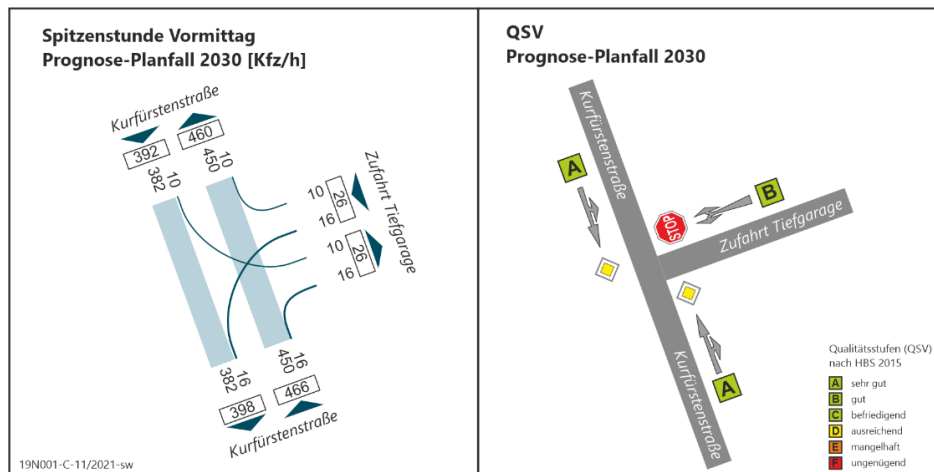 Spitzenstunde Vormittag
Prognose-Planfall 2030 [Kfz/h]
Kurfürstenstraße
392
460
382
10
450
10
Zufahrt Tiefgarage
10
16
26
10
16
26
382
16
450
16
398
466
Kurfürstenstraße
19N001-C-11/2021-sw
QSV
Prognose-Planfall 2030
Kurfürstenstraße
A
B
STOP
Zufahrt Tiefgarage
A
Kurfürstenstraße
Qualitätsstufen (QSV)
nach HBS 2015
A sehr gut
B gut
C befriedigend
D ausreichend
E mangelhaft
F ungenügend